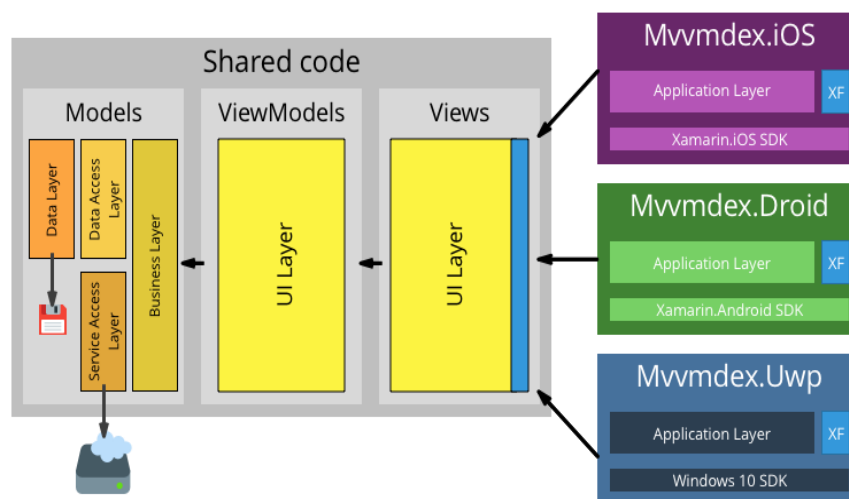 Shared code
Models
ViewModels
Views
Data Layer
Data Access
Layer
Service Access
Layer
Business Layer
UI Layer
UI Layer
Mvvmdex.iOS
Application Layer
XF
Xamarin.iOS SDK
Mvvmdex.Droid
Application Layer
XF
Xamarin.Android SDK
Mvvmdex.Uwp
Application Layer
XF
Windows 10 SDK